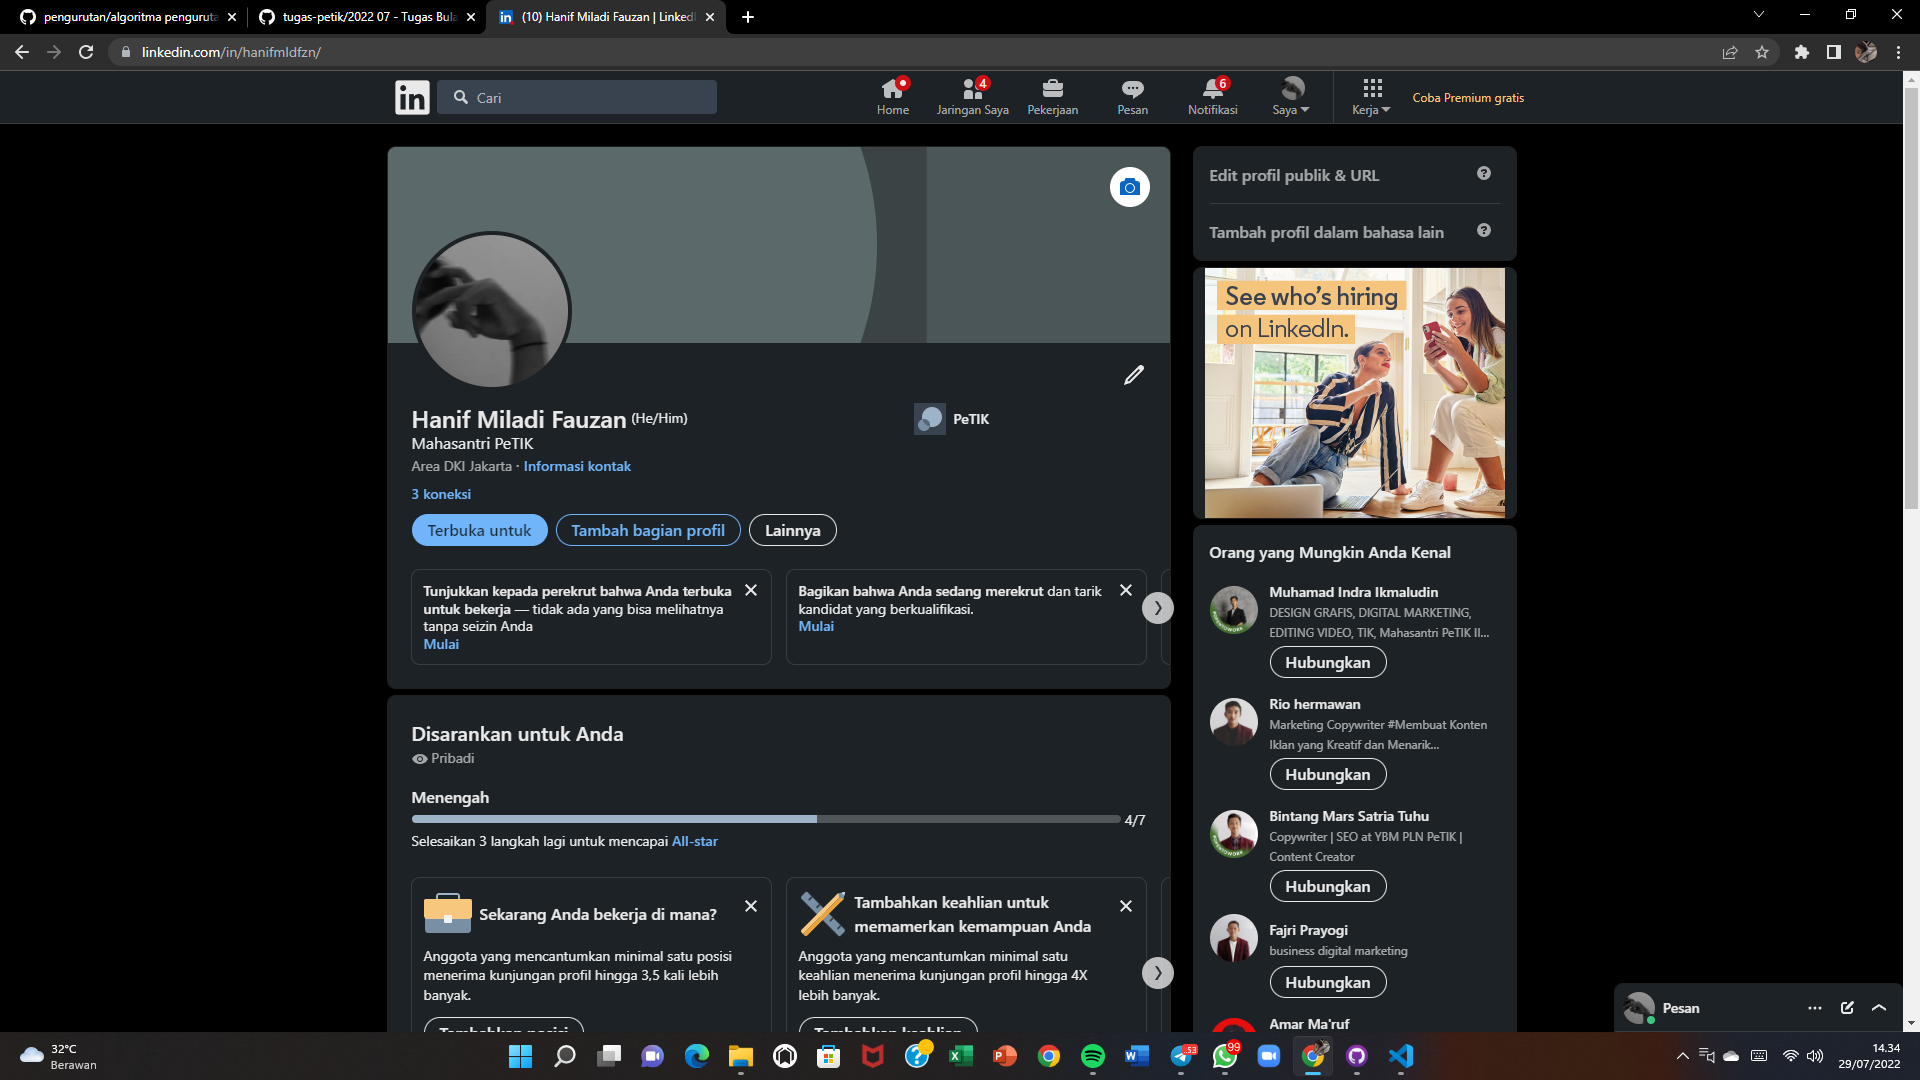 pengurutan/algoritma penguruta
tugas-petik/2022 07 - Tugas Bula
(10) Hanif Miladi Fauzan | Linked
linkedin.com/in/hanifmldfzn/
in
Cari
Home
4
Jaringan Saya
Pekerjaan
Pesan
6
Notifikasi
Saya
Kerja
Coba Premium gratis
Hanif Miladi Fauzan (He/Him)
Mahasantri PeTIK
Area DKI Jakarta · Informasi kontak
3 koneksi
PeTIK
Terbuka untuk
Tambah bagian profil
Lainnya
Tunjukkan kepada perekrut bahwa Anda terbuka
untuk bekerja — tidak ada yang bisa melihatnya
tanpa seizin Anda
Mulai
Bagikan bahwa Anda sedang merekrut dan tarik
kandidat yang berkualifikasi.
Mulai
Disarankan untuk Anda
Pribadi
Menengah
4/7
Selesaikan 3 langkah lagi untuk mencapai All-star
Sekarang Anda bekerja di mana?
Anggota yang mencantumkan minimal satu posisi
menerima kunjungan profil hingga 3,5 kali lebih
banyak.
Tambahkan posisi
Tambahkan keahlian untuk
memamerkan kemampuan Anda
Anggota yang mencantumkan minimal satu
keahlian menerima kunjungan profil hingga 4X
lebih banyak.
Tambahkan keahlian
Edit profil publik & URL
Tambah profil dalam bahasa lain
See who's hiring
on LinkedIn.
Orang yang Mungkin Anda Kenal
Muhamad Indra Ikmaludin
DESIGN GRAFIS, DIGITAL MARKETING,
EDITING VIDEO, TIK, Mahasantri PeTIK II...
Hubungkan
Rio hermawan
Marketing Copywriter #Membuat Konten
Iklan yang Kreatif dan Menarik...
Hubungkan
Bintang Mars Satria Tuhu
Copywriter | SEO at YBM PLN PeTIK |
Content Creator
Hubungkan
Fajri Prayogi
business digital marketing
Hubungkan
Amar Ma'ruf
Pesan
32°C
Berawan
53
99
14.34
29/07/2022